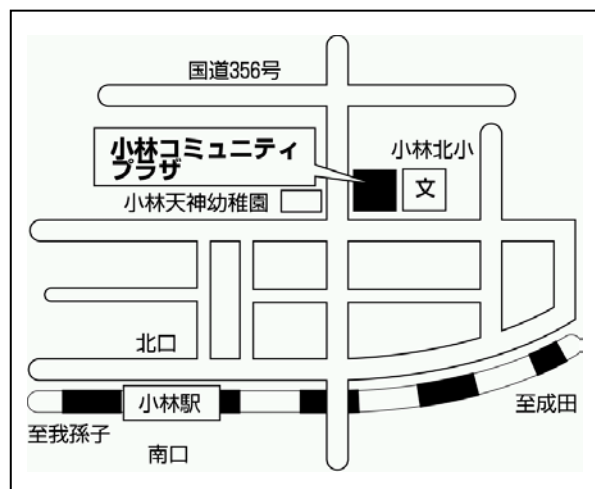 国道356号
小林コミュニティ
プラザ
小林北小
文
小林天神幼稚園
北口
小林駅
至成田
至我孫子
南口